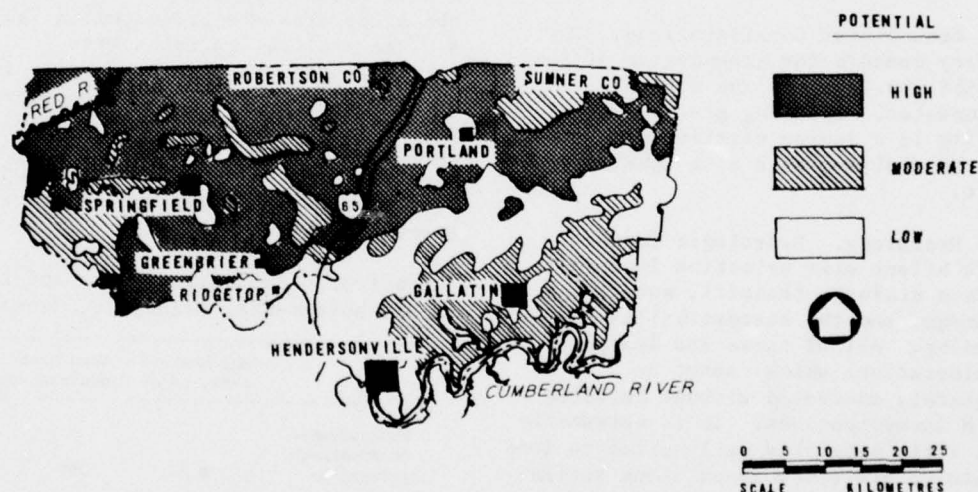 POTENTIAL
HIGH
MODERATE
LOW
ROBERTSON CO
SUMNER CO
RED R.
PORTLAND
SPRINGFIELD
65
GREENBRIER
RIDGETOP
GALLATIN
HENDERSONVILLE
CUMBERLAND RIVER
0 5 10 15 20 25
SCALE KILOMETRES